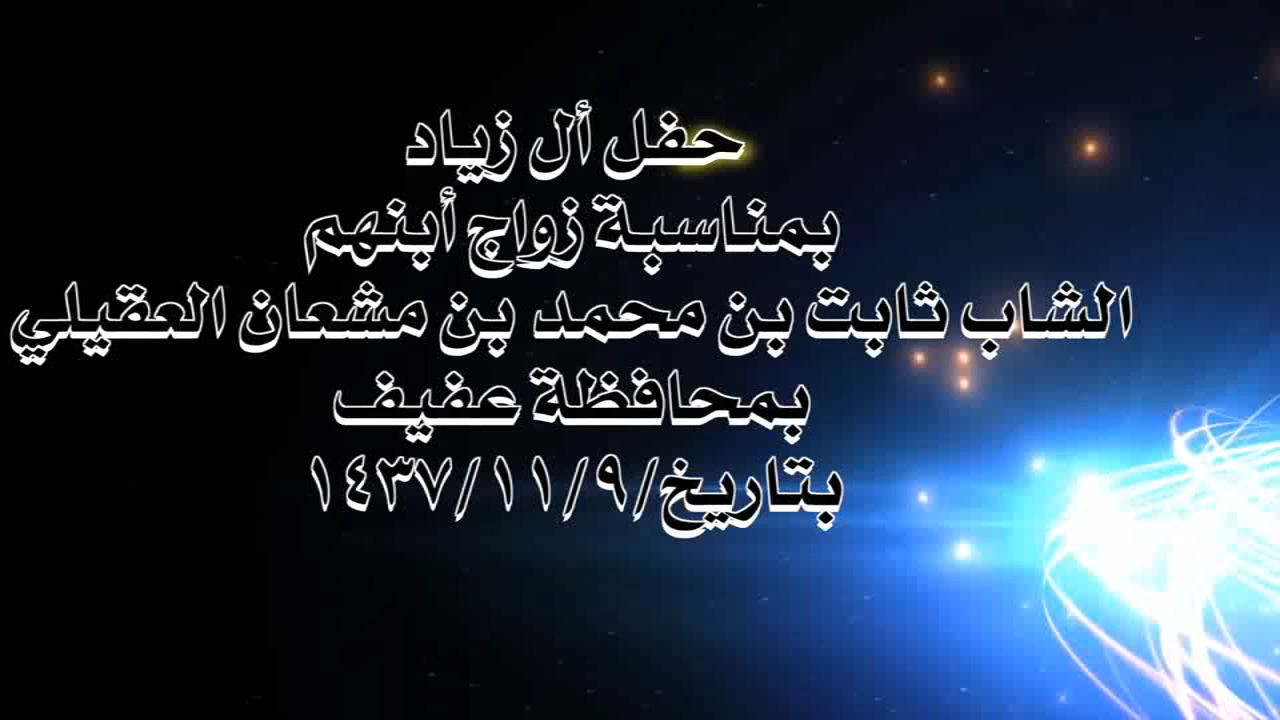 حفل أل زياد
بمناسبة زواج أبنهم
الشاب ثابت بن محمد بن مشعان العقيلي
بمحافظة عفيف
بتاريخ/١٤٣٧/١١/٩